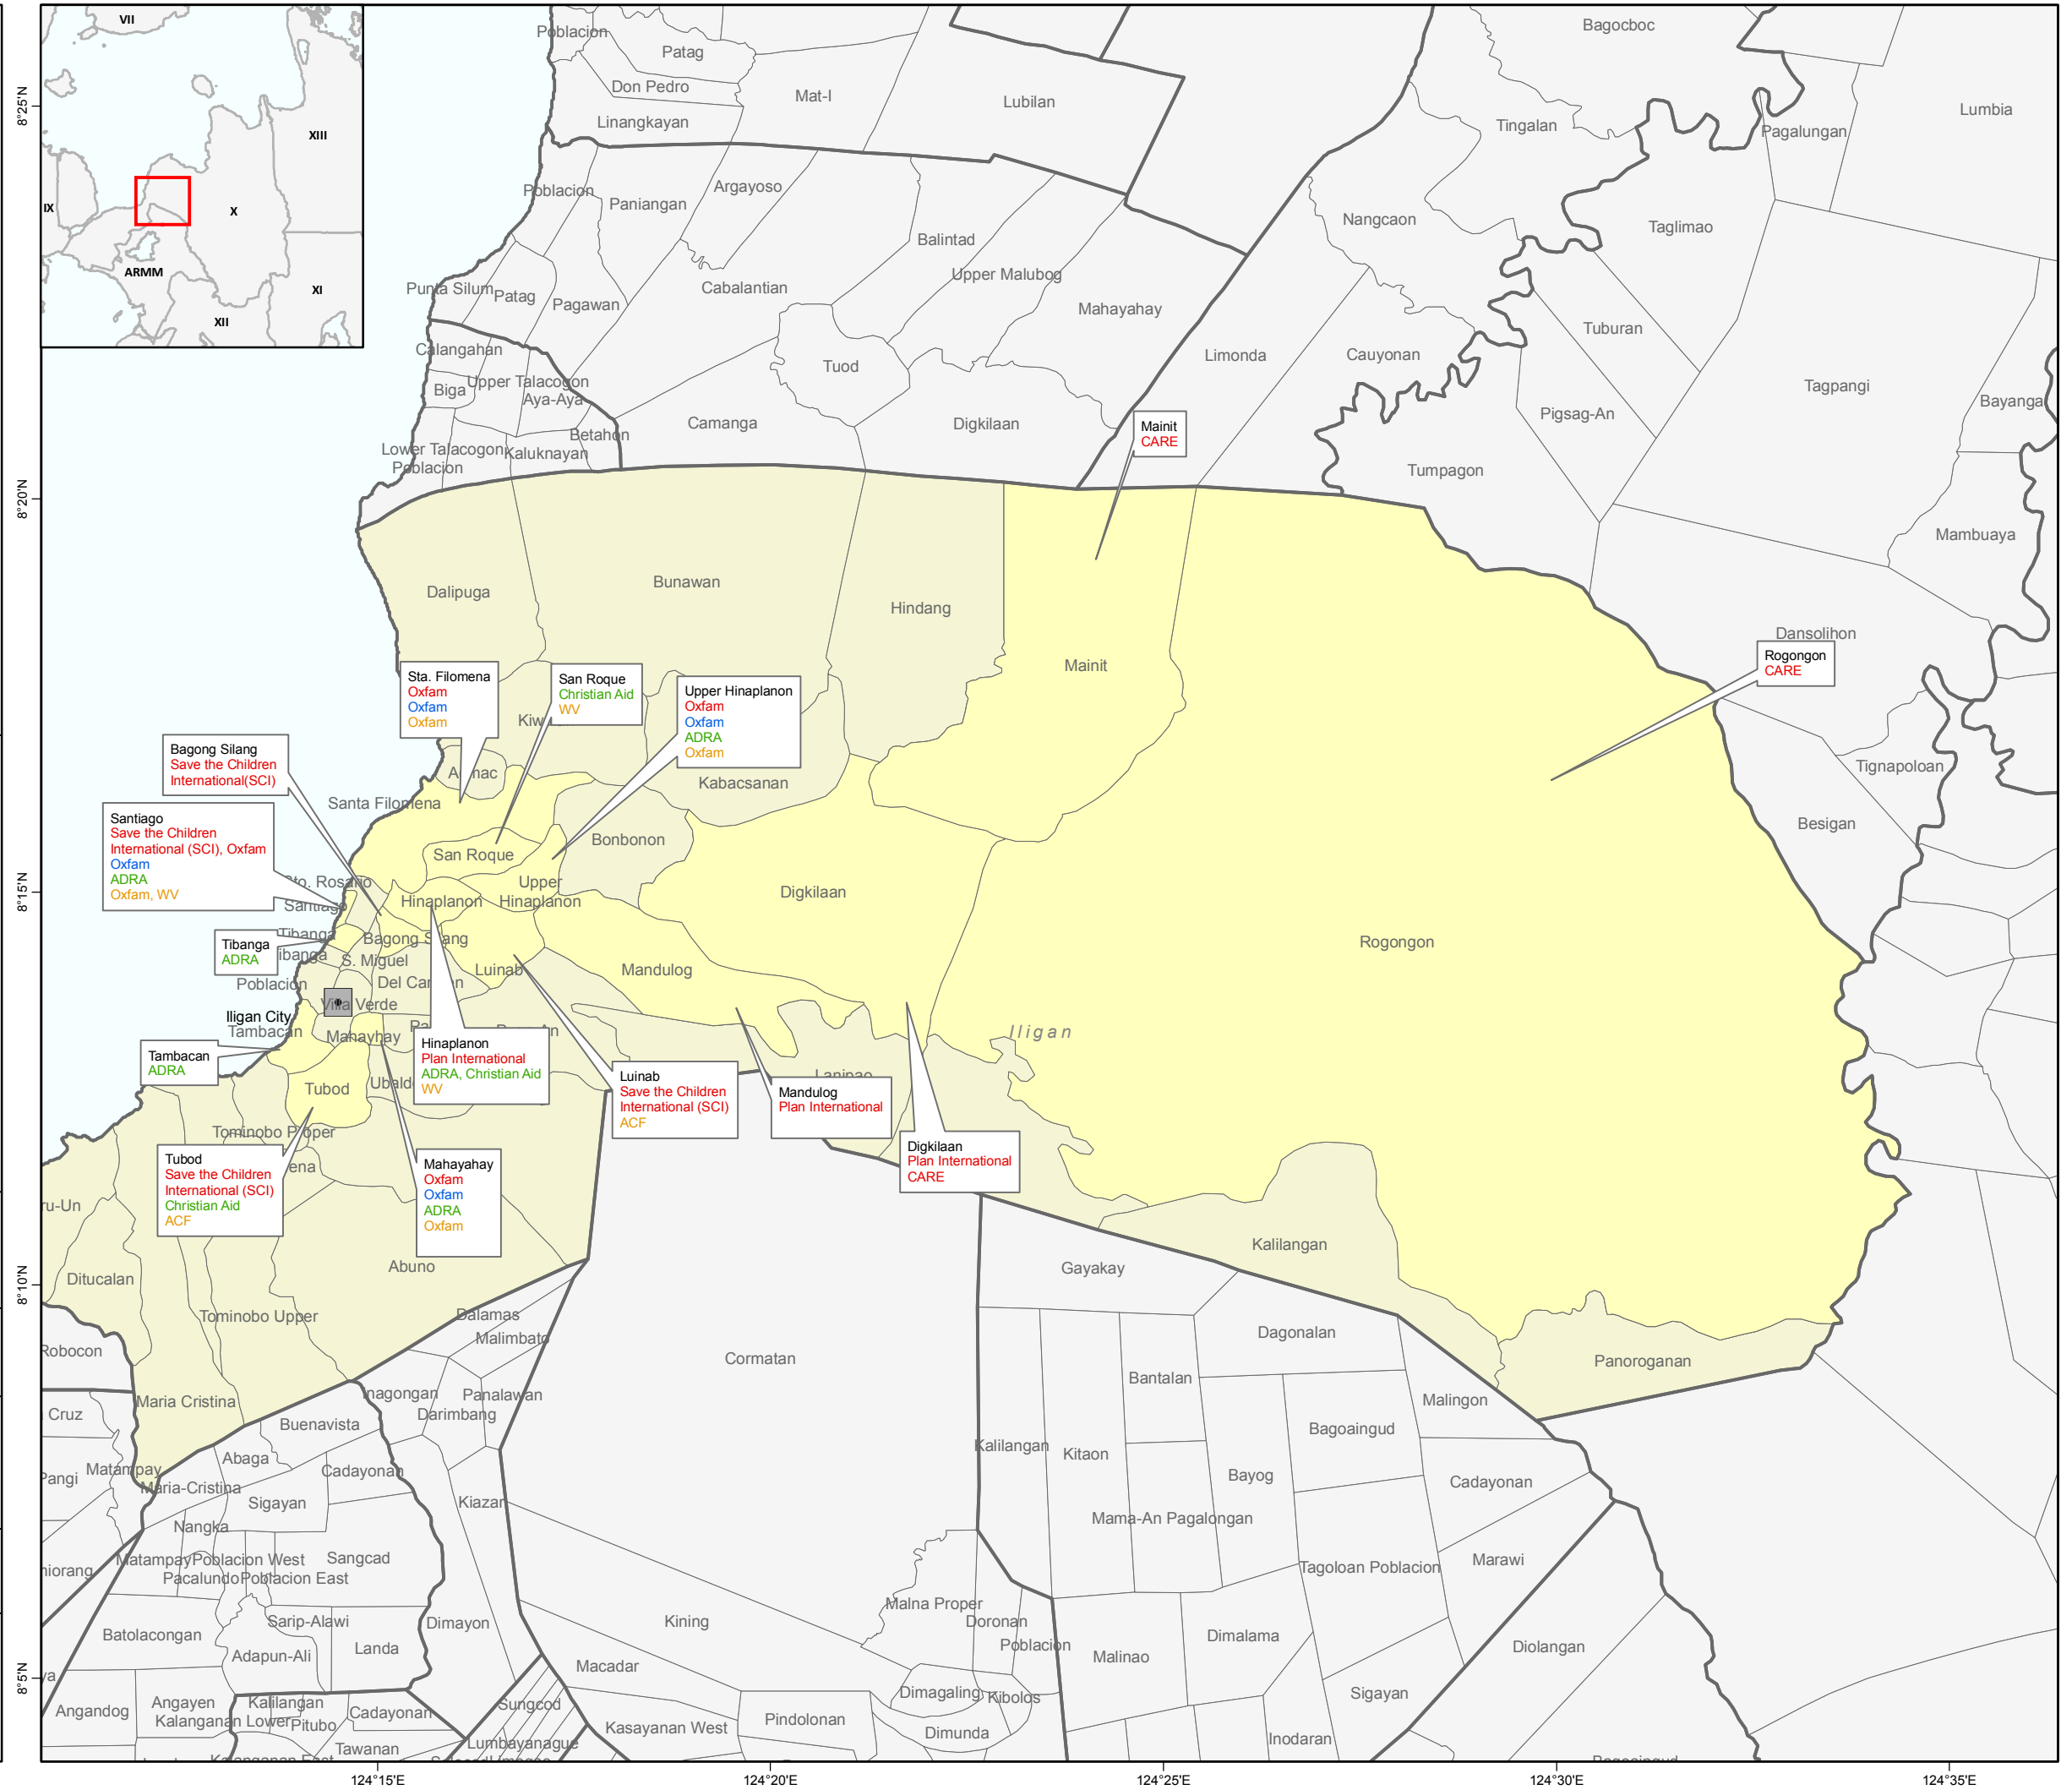 VII
XIII
IX
X
ARMM
XI
XII
8°25'N
8°20'N
8°15'N
8°10'N
8°5'N
124°15'E
124°20'E
124°25'E
124°30'E
124°35'E
Poblacion
Patag
Don Pedro
Mat-I
Lubilan
Linangkayan
Bagocboc
Tingalan
Pagalungan
Lumbia
Poblacion
Paniangan
Argayoso
Balintad
Upper Malubog
Nangcaon
Taglimao
Punta Silum
Patag
Pagawan
Cabalantian
Mahayahay
Calangahan
Tuod
Limonda
Cauyonan
Tuburan
Tagpangi
Biga
Upper Talacogon
Aya-Aya
Camanga
Digkilaan
Pigsag-An
Bayanga
Betahon
Lower Talacogon
Kaluknayan
Poblacion
Tumpagon
Mambuaya
Mainit
CARE
Dalipuga
Bunawan
Hindang
Mainit
Dansolihon
Rogongon
CARE
Sta. Filomena
Oxfam
Oxfam
Oxfam
San Roque
Christian Aid
WV
Upper Hinaplanon
Oxfam
Oxfam
ADRA
Oxfam
Bagong Silang
Save the Children
International(SCI)
Santiago
Save the Children
International (SCI), Oxfam
Oxfam
ADRA
Oxfam, WV
Kabacsanan
Tignapoloan
Santa Filomena
Bonbonon
Besigan
San Roque
Upper
Hinaplanon
Hinaplanon
Digkilaan
Santiago
Tibanga
Bagong
Rogongon
Tibanga
ADRA
S. Miguel
Luinab
Mandulog
Poblacion
Verde
Iligan City
Tambacan
Mahayhay
Iligan
Tambacan
ADRA
Hinaplanon
Plan International
ADRA, Christian Aid
WV
Luinab
Save the Children
International (SCI)
ACF
Mandulog
Plan International
Digkilaan
Plan International
CARE
Tubod
Tubod
Save the Children
International (SCI)
Christian Aid
ACF
Mahayahay
Oxfam
Oxfam
ADRA
Oxfam
Abuno
Kalilangan
Ditucalan
Gayakay
Tominobo Upper
Dalamas
Malimbato
Robocon
Dagonalan
Cormatan
Panoroganan
Maria Cristina
Panalawan
Darimbang
Bantalan
Malingon
Cruz
Buenavista
Bagoaingud
Abaga
Kalilangan
Kitaon
Matampay
Cadayonan
Bayog
Cadayonan
Maria-Cristina
Sigayan
Kiazar
Nangka
Mama-An Pagalongan
Matampay
Poblacion West
Sangcad
Marawi
Pacalundo
Poblacion East
Tagoloan Poblacion
Malna Proper
Sarip-Alawi
Dimayon
Kining
Doronan
Batolacongan
Landa
Poblacion
Dimalama
Diolangan
Adapun-Ali
Macadar
Malinao
Angandog
Angayen
Kalilangan
Cadayonan
Sungcod
Dimagaling
Kibolos
Sigayan
Kalanganan Lower
Pitubo
Kasayanan West
Pindolonan
Dimunda
Inodaran
Tawanan
Lumbayanague